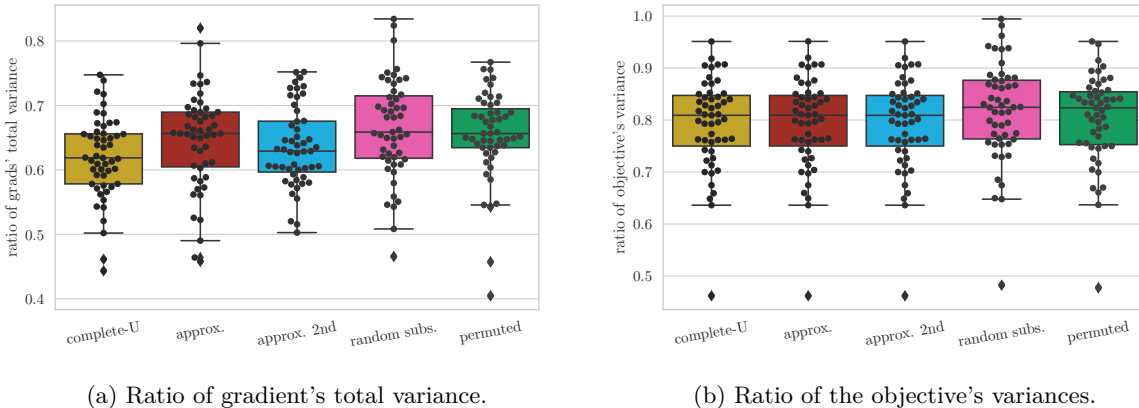 0.8
0.7
0.6
0.5
0.4
ratio of grads' total variance
complete-U
approx.
approx. 2nd
random subs.
permuted
(a) Ratio of gradient's total variance.
1.0
0.9
0.8
0.7
0.6
0.5
ratio of objective's variance
complete-U
approx.
approx. 2nd
random subs.
permuted
(b) Ratio of the objective's variances.